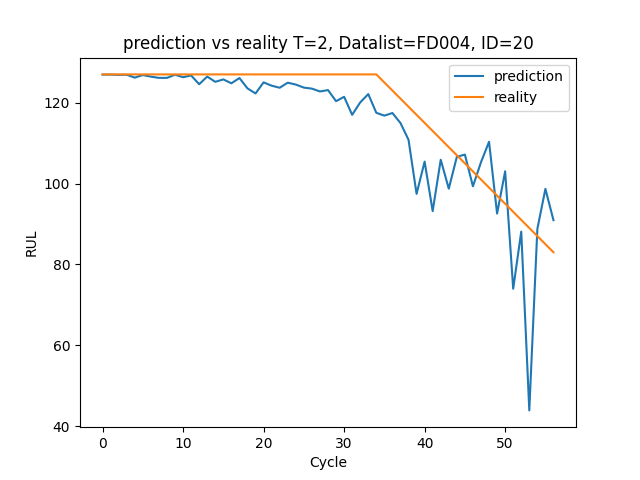 prediction vs reality T=2, Datalist=FD004, ID=20
prediction
reality
RUL
120
100
80
60
40
0 10 20 30 40 50
Cycle